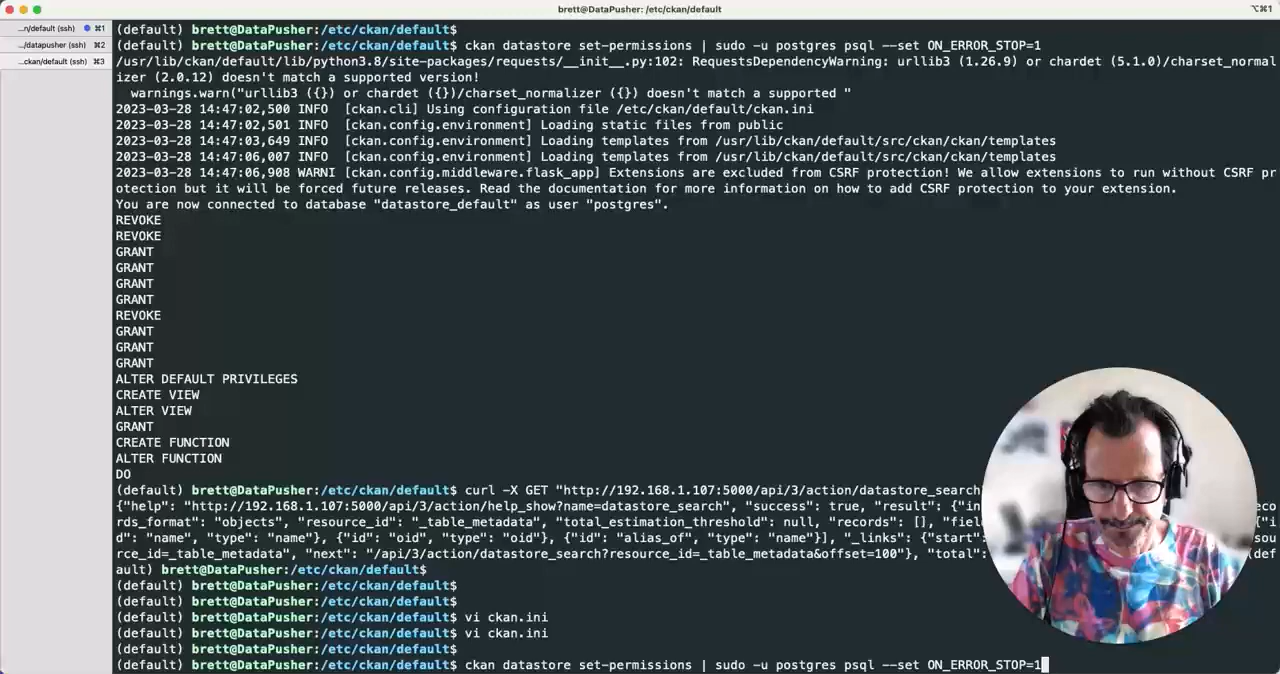 brett@DataPusher: /etc/ckan/default
⌥⌘1
...n/default (ssh) ⌘1
.../datapusher (ssh) ⌘2
...ckan/default (ssh) ⌘3
(default) brett@DataPusher:/etc/ckan/default$
(default) brett@DataPusher:/etc/ckan/default$ ckan datastore set-permissions | sudo -u postgres psql --set ON_ERROR_STOP=1
/usr/lib/ckan/default/lib/python3.8/site-packages/requests/__init__.py:102: RequestsDependencyWarning: urllib3 (1.26.9) or chardet (5.1.0)/charset_normal
izer (2.0.12) doesn't match a supported version!
warnings.warn("urllib3 ({}) or chardet ({})/charset_normalizer ({}) doesn't match a supported "
2023-03-28 14:47:02,500 INFO [ckan.cli] Using configuration file /etc/ckan/default/ckan.ini
2023-03-28 14:47:02,501 INFO [ckan.config.environment] Loading static files from public
2023-03-28 14:47:03,649 INFO [ckan.config.environment] Loading templates from /usr/lib/ckan/default/src/ckan/ckan/templates
2023-03-28 14:47:06,007 INFO [ckan.config.environment] Loading templates from /usr/lib/ckan/default/src/ckan/ckan/templates
2023-03-28 14:47:06,908 WARNI [ckan.config.middleware.flask_app] Extensions are excluded from CSRF protection! We allow extensions to run without CSRF pr
otection but it will be forced future releases. Read the documentation for more information on how to add CSRF protection to your extension.
You are now connected to database "datastore_default" as user "postgres".
REVOKE
REVOKE
GRANT
GRANT
GRANT
GRANT
REVOKE
GRANT
GRANT
GRANT
ALTER DEFAULT PRIVILEGES
CREATE VIEW
ALTER VIEW
GRANT
CREATE FUNCTION
ALTER FUNCTION
DO
(default) brett@DataPusher:/etc/ckan/default$ curl -X GET "http://192.168.1.107:5000/api/3/action/datastore_search
{"help": "http://192.168.1.107:5000/api/3/action/help_show?name=datastore_search", "success": true, "result": {"in eco
rds_format": "objects", "resource_id": "_table_metadata", "total_estimation_threshold": null, "records": [], "fiel {"i
d": "name", "type": "name"}, {"id": "oid", "type": "oid"}, {"id": "alias_of", "type": "name"}], "_links": {"start": sou
rce_id=_table_metadata", "next": "/api/3/action/datastore_search?resource_id=_table_metadata&offset=100"}, "total": (def
ault) brett@DataPusher:/etc/ckan/default$
(default) brett@DataPusher:/etc/ckan/default$
(default) brett@DataPusher:/etc/ckan/default$
(default) brett@DataPusher:/etc/ckan/default$ vi ckan.ini
(default) brett@DataPusher:/etc/ckan/default$ vi ckan.ini
(default) brett@DataPusher:/etc/ckan/default$ ckan datastore set-permissions | sudo -u postgres psql --set ON_ERROR_STOP=1